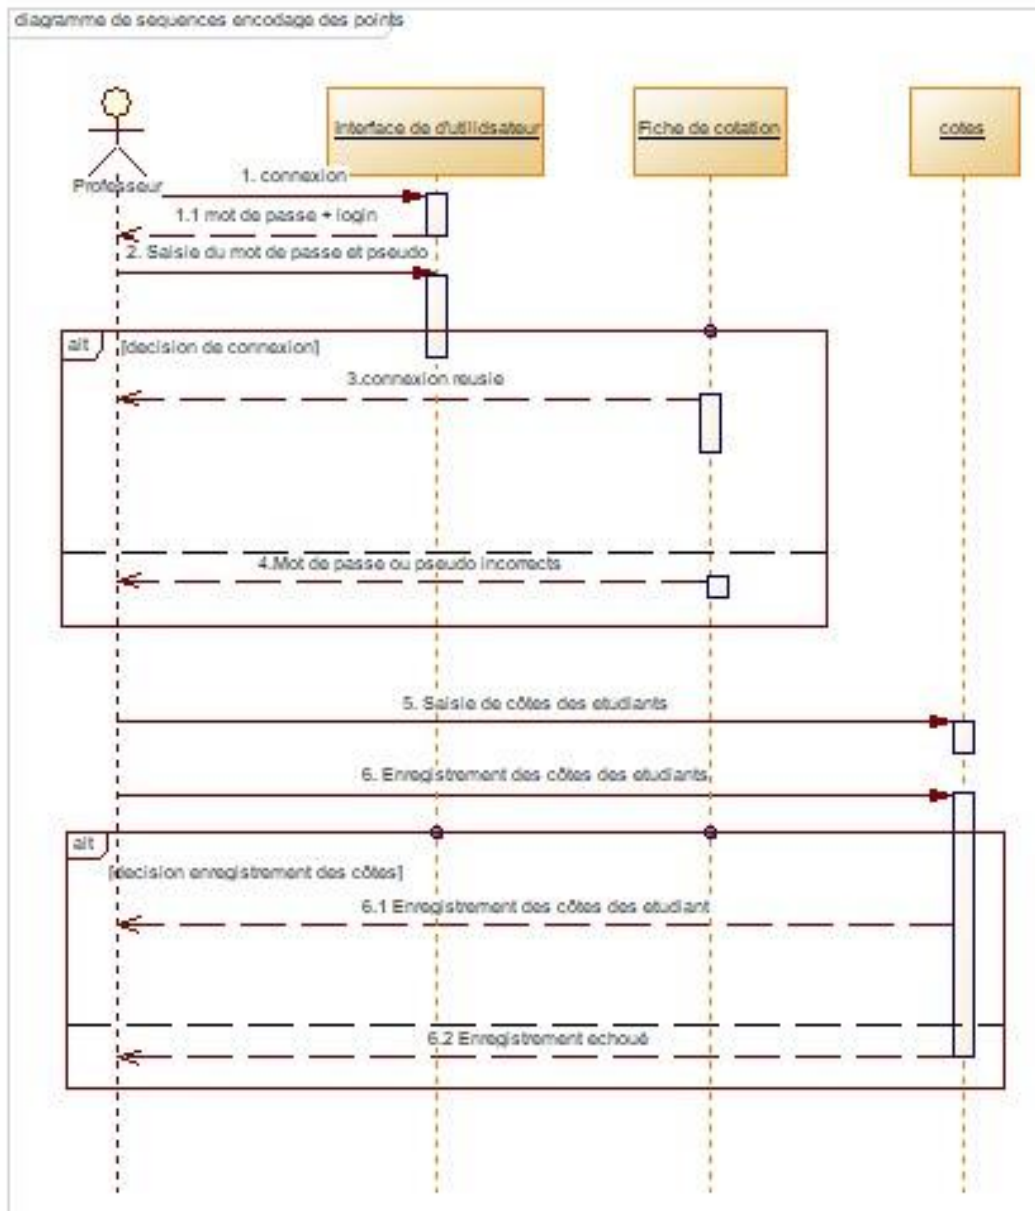 diagramme de sequences encodage des points
Interface de d'utilidsateur
Fiche de cotation
cotes
Professeur
1. connexion
1.1 mot de passe + login
2. Saisie du mot de passe et pseudo
alt
[decision de connexion]
3.connexion reusie
4.Mot de passe ou pseudo incorrects
5. Saisie de côtes des etudiants
6. Enregistrement des côtes des etudiants
alt
[decision enregistrement des côtes]
6.1 Enregistrement des côtes des etudiant
6.2 Enregistrement echoué